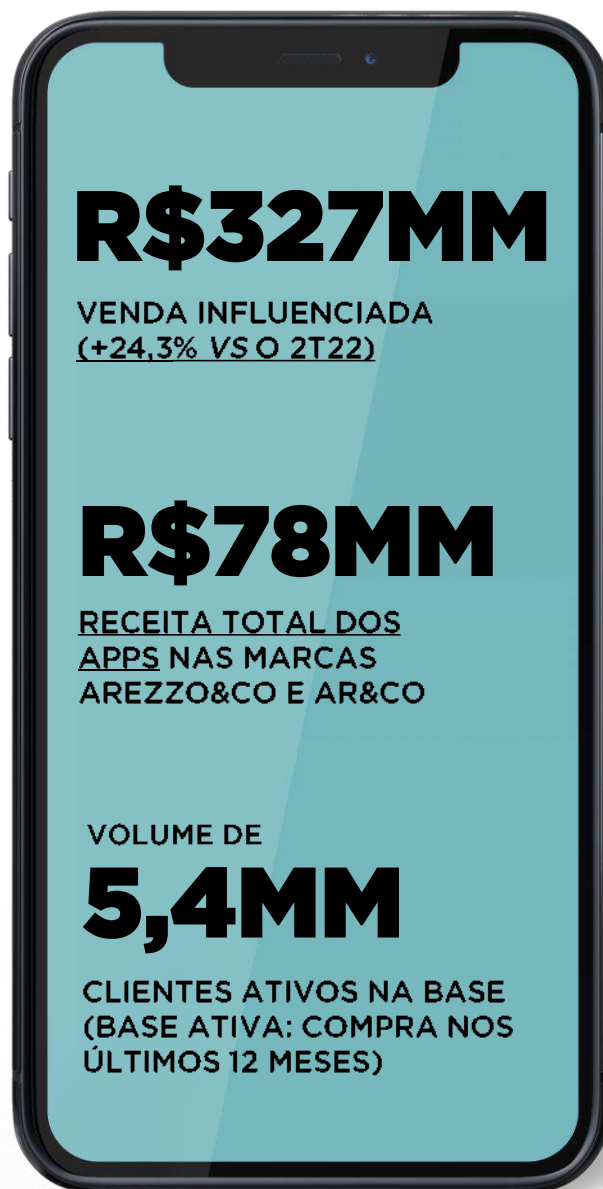 R$327MM
VENDA INFLUENCIADA
(+24,3% VS O 2T22)
R$78MM
RECEITA TOTAL DOS
APPS NAS MARCAS
AREZZO&CO E AR&CO
VOLUME DE
5,4MM
CLIENTES ATIVOS NA BASE
(BASE ATIVA: COMPRA NOS
ÚLTIMOS 12 MESES)